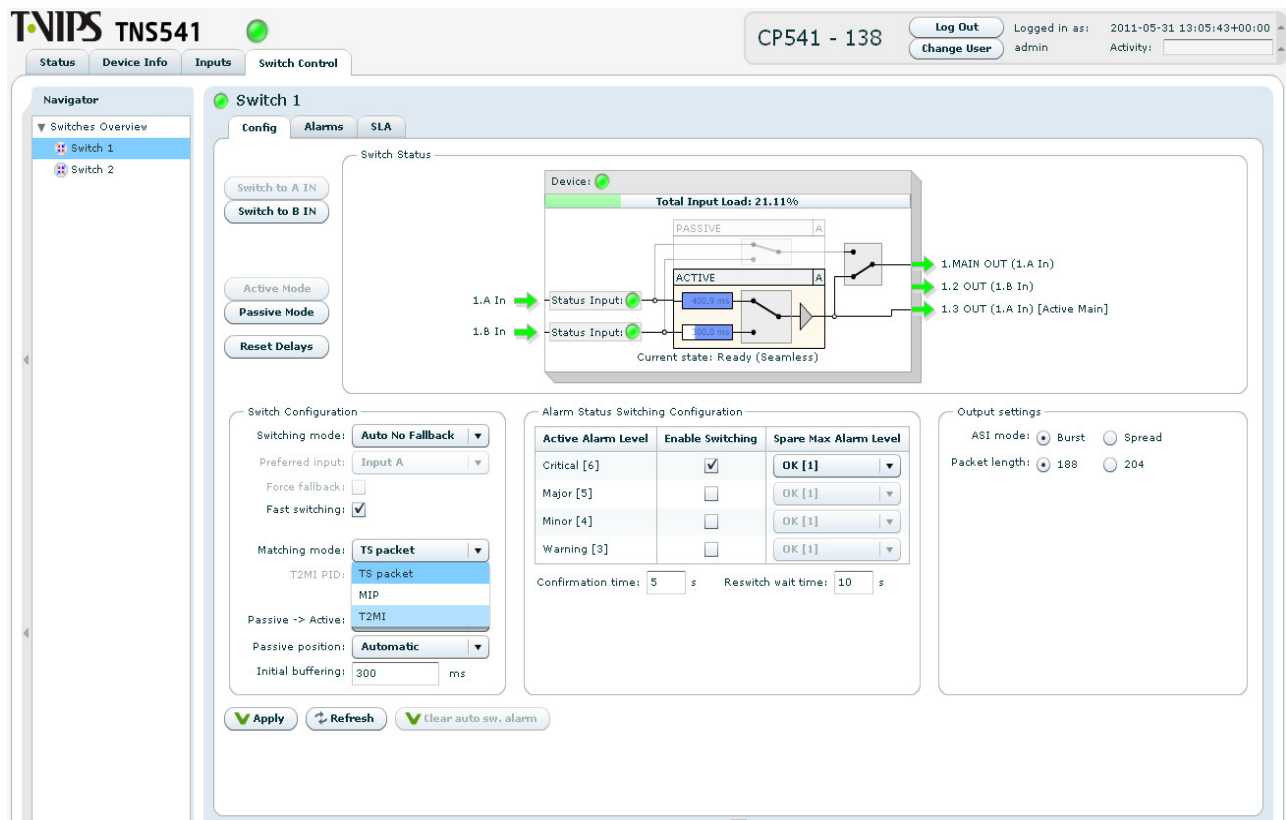 T·VIPS TNS541
CP541 - 138
Log Out
Change User
Logged in as:
admin
2011-05-31 13:05:43+00:00
Activity:
Status
Device Info
Inputs
Switch Control
Navigator
Switches Overview
Switch 1
Switch 2
Switch 1
Config
Alarms
SLA
Switch Status
Switch to A IN
Switch to B IN
Active Mode
Passive Mode
Reset Delays
Device:
Total Input Load: 21.11%
PASSIVE A
ACTIVE A
1.A In
Status Input:
400.9 ms
1.B In
Status Input:
300.0 ms
Current state: Ready (Seamless)
1.MAIN OUT (1.A In)
1.2 OUT (1.B In)
1.3 OUT (1.A In) [Active Main]
Switch Configuration
Switching mode: Auto No Fallback
Preferred input: Input A
Force fallback:
Fast switching:
Matching mode: TS packet
T2MI PID:
TS packet
MIP
T2MI
Passive -> Active:
Passive position: Automatic
Initial buffering: 300 ms
Alarm Status Switching Configuration
Active Alarm Level Enable Switching Spare Max Alarm Level
Critical [6] OK [1]
Major [5] OK [1]
Minor [4] OK [1]
Warning [3] OK [1]
Confirmation time: 5 s Reswitch wait time: 10 s
Output settings
ASI mode: Burst Spread
Packet length: 188 204
Apply
Refresh
Clear auto sw. alarm